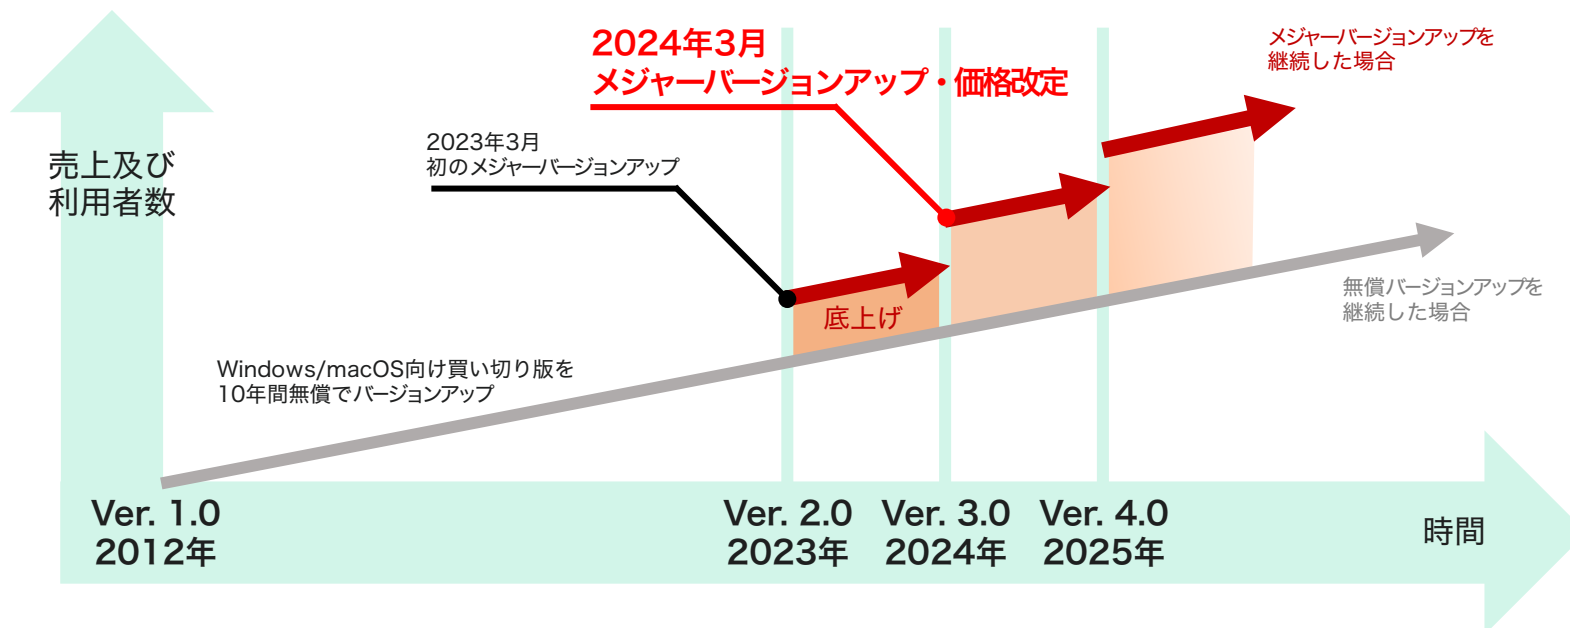 2024年3月
メジャーバージョンアップ・価格改定
メジャーバージョンアップを
継続した場合
2023年3月
初のメジャーバージョンアップ
売上及び
利用者数
底上げ
無償バージョンアップを
継続した場合
Windows/macOS向け買い切り版を
10年間無償でバージョンアップ
Ver. 1.0
2012年
Ver. 2.0
2023年
Ver. 3.0
2024年
Ver. 4.0
2025年
時間